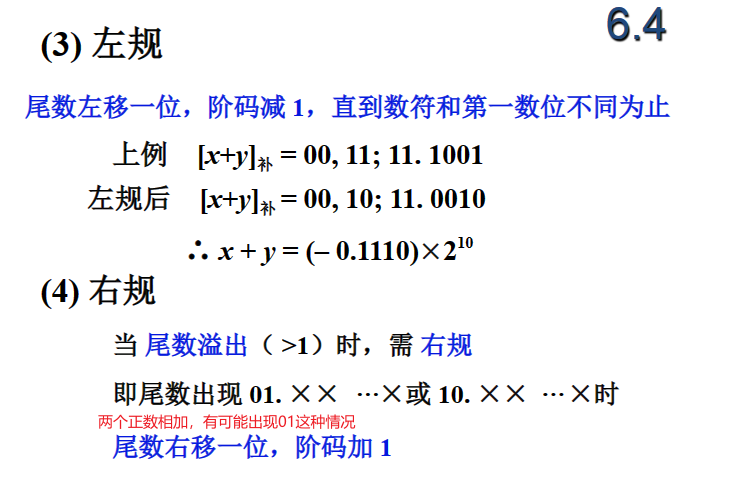 6.4
(3) 左规
尾数左移一位，阶码减 1，直到数符和第一数位不同为止
上例 [x+y]补 = 00, 11; 11. 1001
左规后 [x+y]补 = 00, 10; 11. 0010
∴ x + y = (– 0.1110)×2^10
(4) 右规
当 尾数溢出（ >1）时，需 右规
即尾数出现 01. ×× …×或 10. ×× …×时
两个正数相加，有可能出现01这种情况
尾数右移一位，阶码加 1